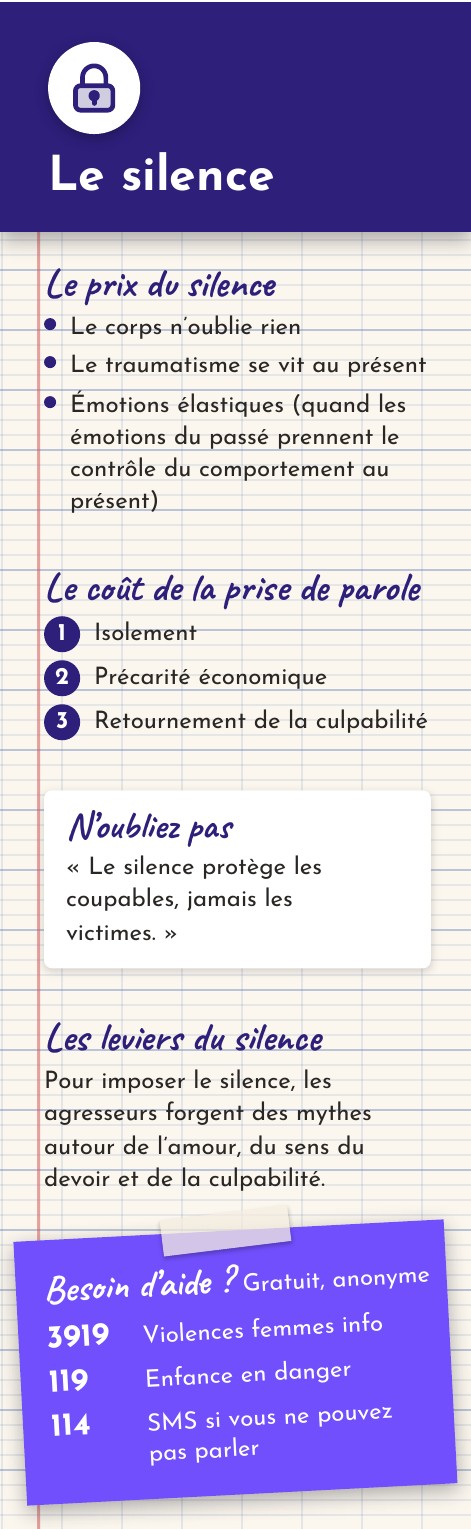 Le silence
Le prix du silence
Le corps n'oublie rien
Le traumatisme se vit au présent
Émotions élastiques (quand les
émotions du passé prennent le
contrôle du comportement au
présent)
Le coût de la prise de parole
1 Isolement
2 Précarité économique
3 Retournement de la culpabilité
N'oubliez pas
« Le silence protège les
coupables, jamais les
victimes. »
Les leviers du silence
Pour imposer le silence, les
agresseurs forgent des mythes
autour de l'amour, du sens du
devoir et de la culpabilité.
Besoin d'aide ? Gratuit, anonyme
3919 Violences femmes info
119 Enfance en danger
114 SMS si vous ne pouvez
pas parler